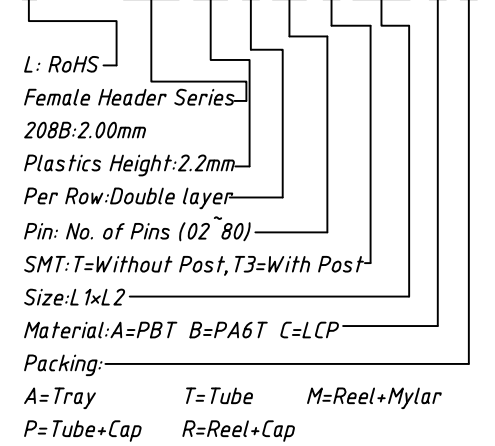 L: RoHS
Female Header Series
208B:2.00mm
Plastics Height:2.2mm
Per Row:Double layer
Pin: No. of Pins (02~80)
SMT:T=Without Post,T3=With Post
Size:L1×L2
Material:A=PBT B=PA6T C=LCP
Packing:
A=Tray T=Tube M=Reel+Mylar
P=Tube+Cap R=Reel+Cap